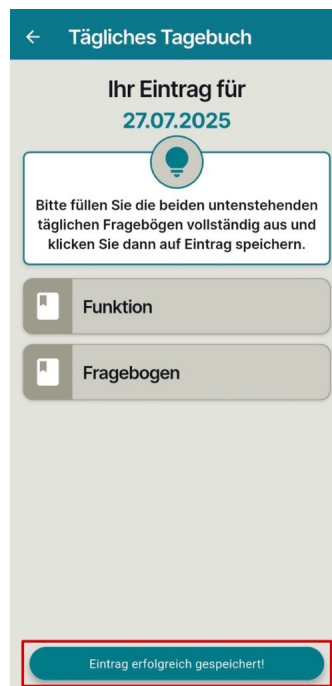 Tägliches Tagebuch
Ihr Eintrag für
27.07.2025
Bitte füllen Sie die beiden untenstehenden
täglichen Fragebögen vollständig aus und
klicken Sie dann auf Eintrag speichern.
Funktion
Fragebogen
Eintrag erfolgreich gespeichert!